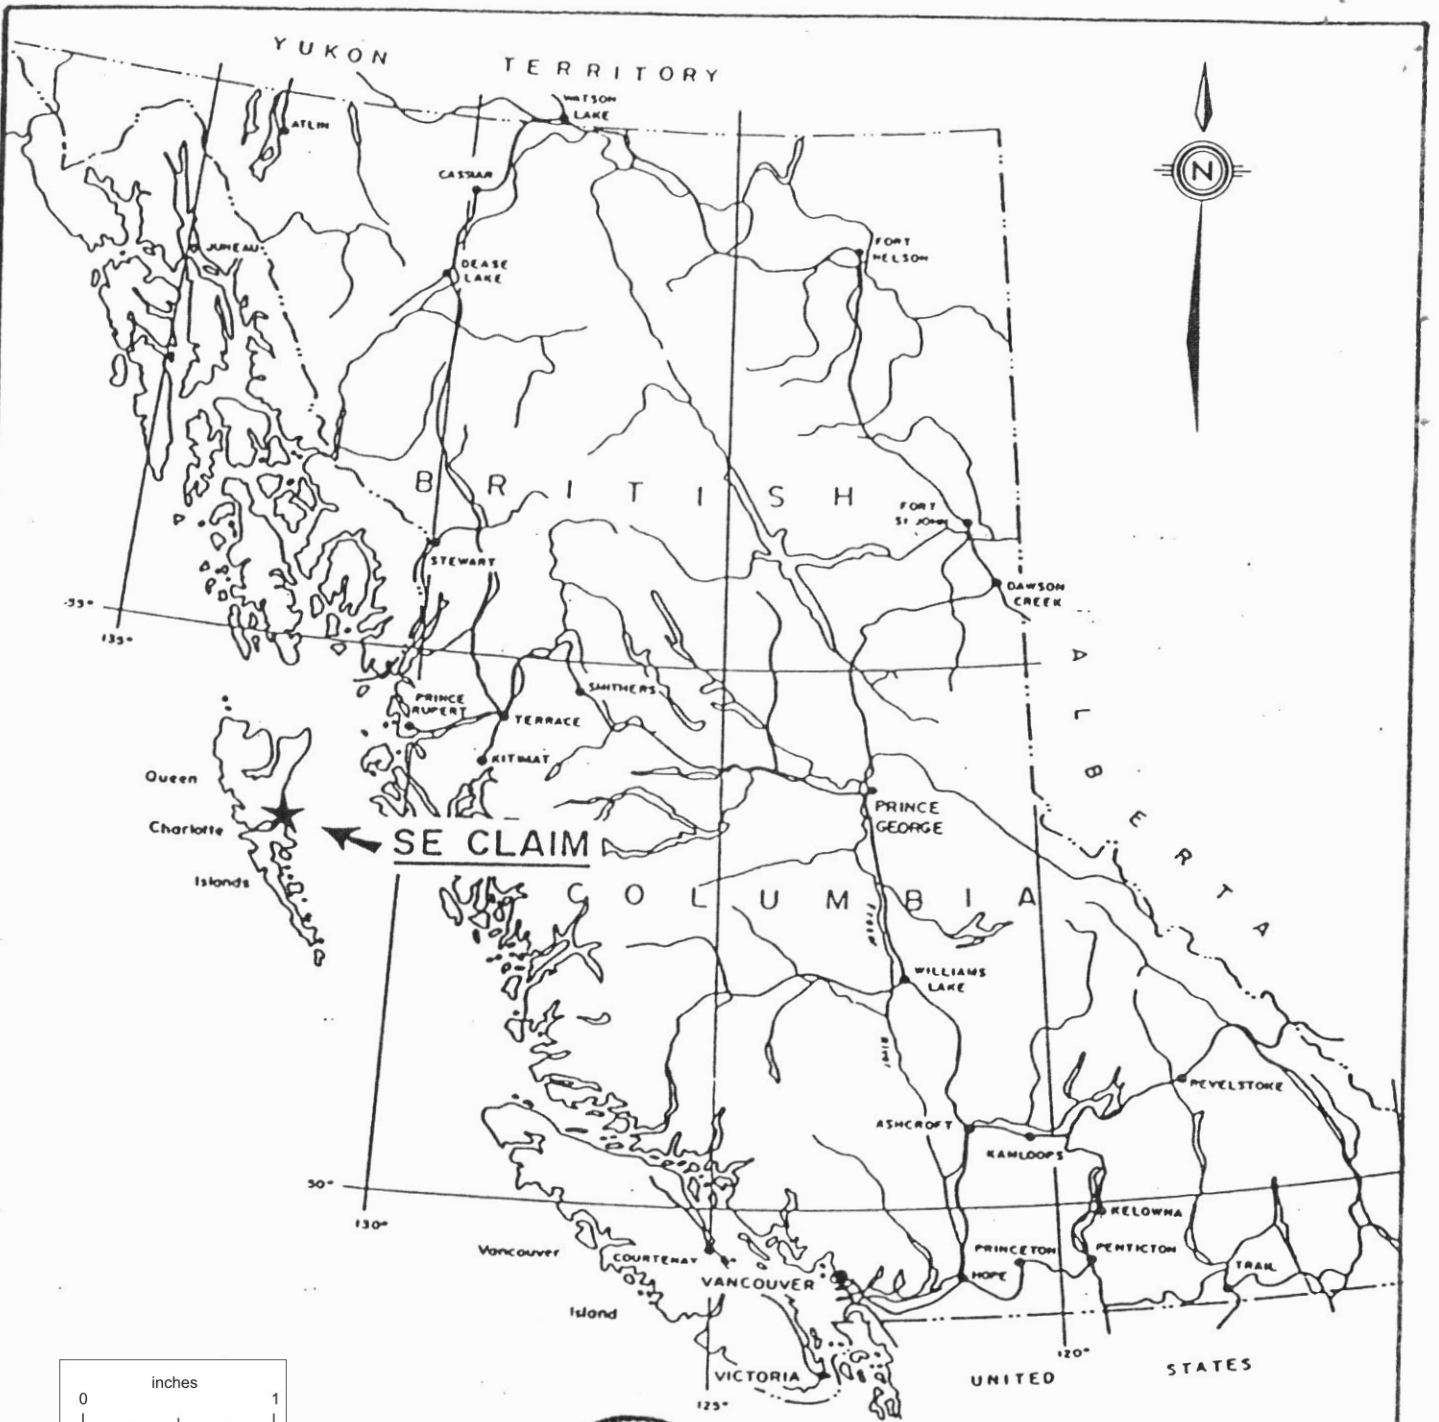 YUKON TERRITORY
WATSON
LAKE
ATLIN
CASSIAR
N
JUNEAU
DEASE
LAKE
FORT
NELSON
BRITISH
FORT
ST JOHN
STEWART
DAWSON
CREEK
55°
135°
ALBERTA
PRINCE
RUPERT
SMITHERS
TERRACE
KITIMAT
Queen
Charlotte
Islands
SE CLAIM
PRINCE
GEORGE
COLUMBIA
WILLIAMS
LAKE
River
REVELSTOKE
ASHCROFT
KAMLOOPS
50°
130°
KELOWNA
Vancouver
Island
COURTENAY
VANCOUVER
PRINCETON
PENTICTON
HOPE
TRAIL
120°
UNITED STATES
VICTORIA
125°
inches
0 1